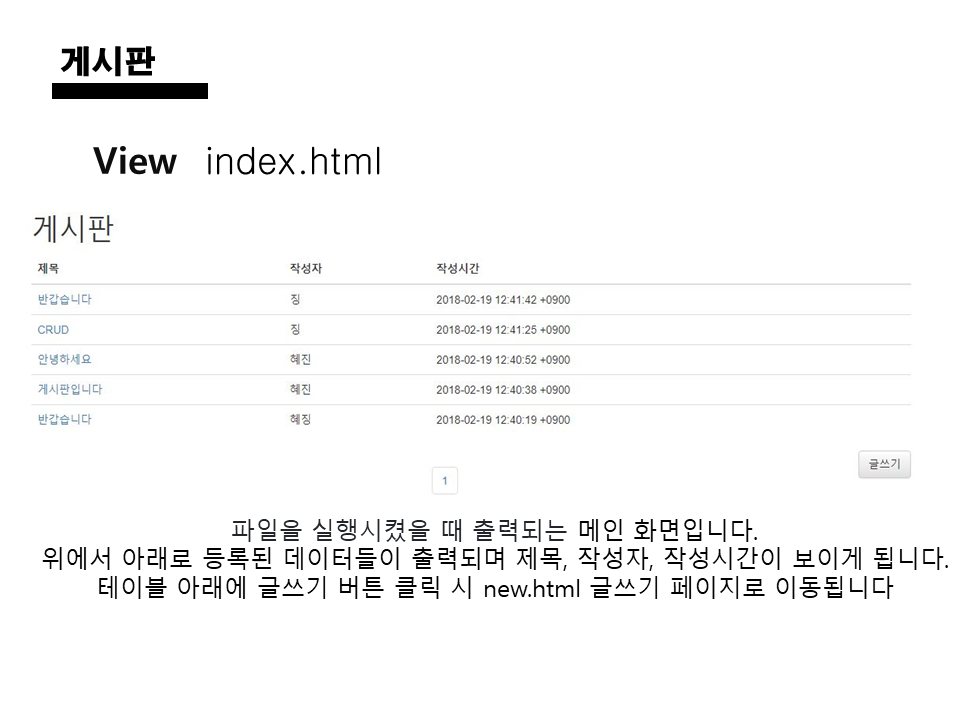 게시판
View index.html
게시판
제목 작성자 작성시간
반갑습니다 징 2018-02-19 12:41:42 +0900
CRUD 징 2018-02-19 12:41:25 +0900
안녕하세요 혜진 2018-02-19 12:40:52 +0900
게시판입니다 혜진 2018-02-19 12:40:38 +0900
반갑습니다 혜징 2018-02-19 12:40:19 +0900
글쓰기
1
파일을 실행시켰을 때 출력되는 메인 화면입니다.
위에서 아래로 등록된 데이터들이 출력되며 제목, 작성자, 작성시간이 보이게 됩니다.
테이블 아래에 글쓰기 버튼 클릭 시 new.html 글쓰기 페이지로 이동됩니다